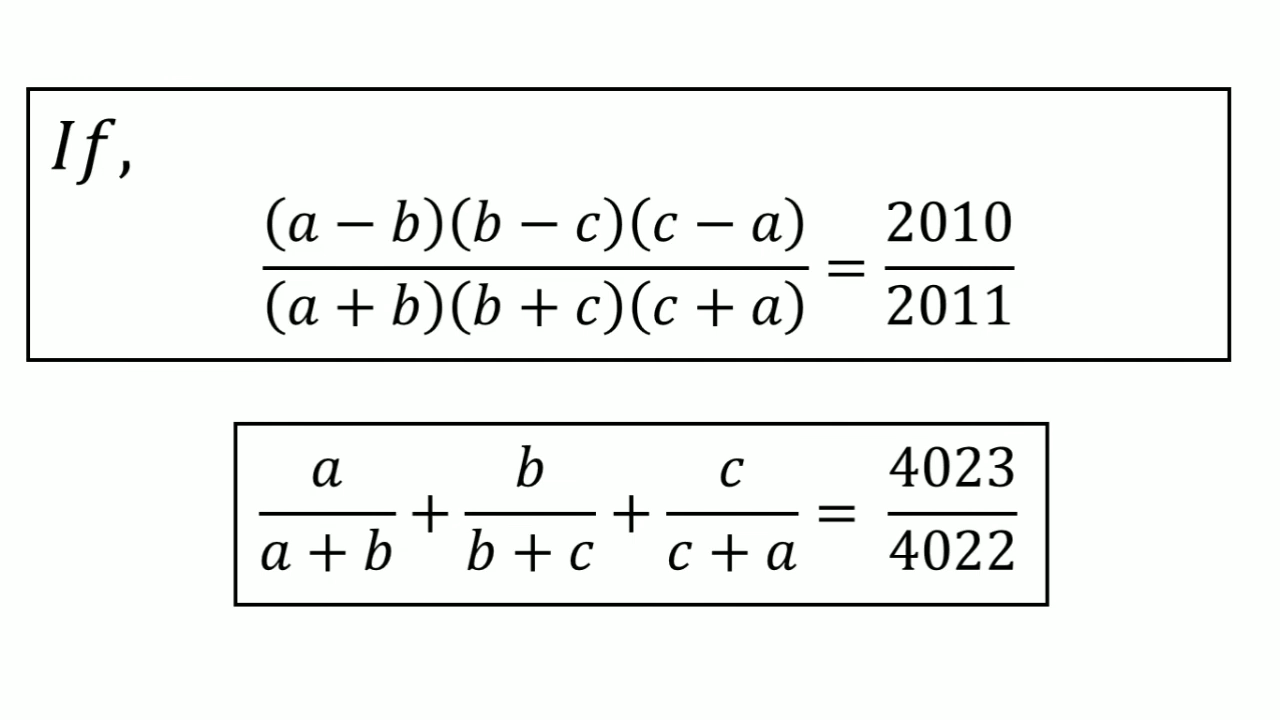 If,
(a − b)(b − c)(c − a) / (a + b)(b + c)(c + a) = 2010 / 2011
a / a + b + b / b + c + c / c + a = 4023 / 4022